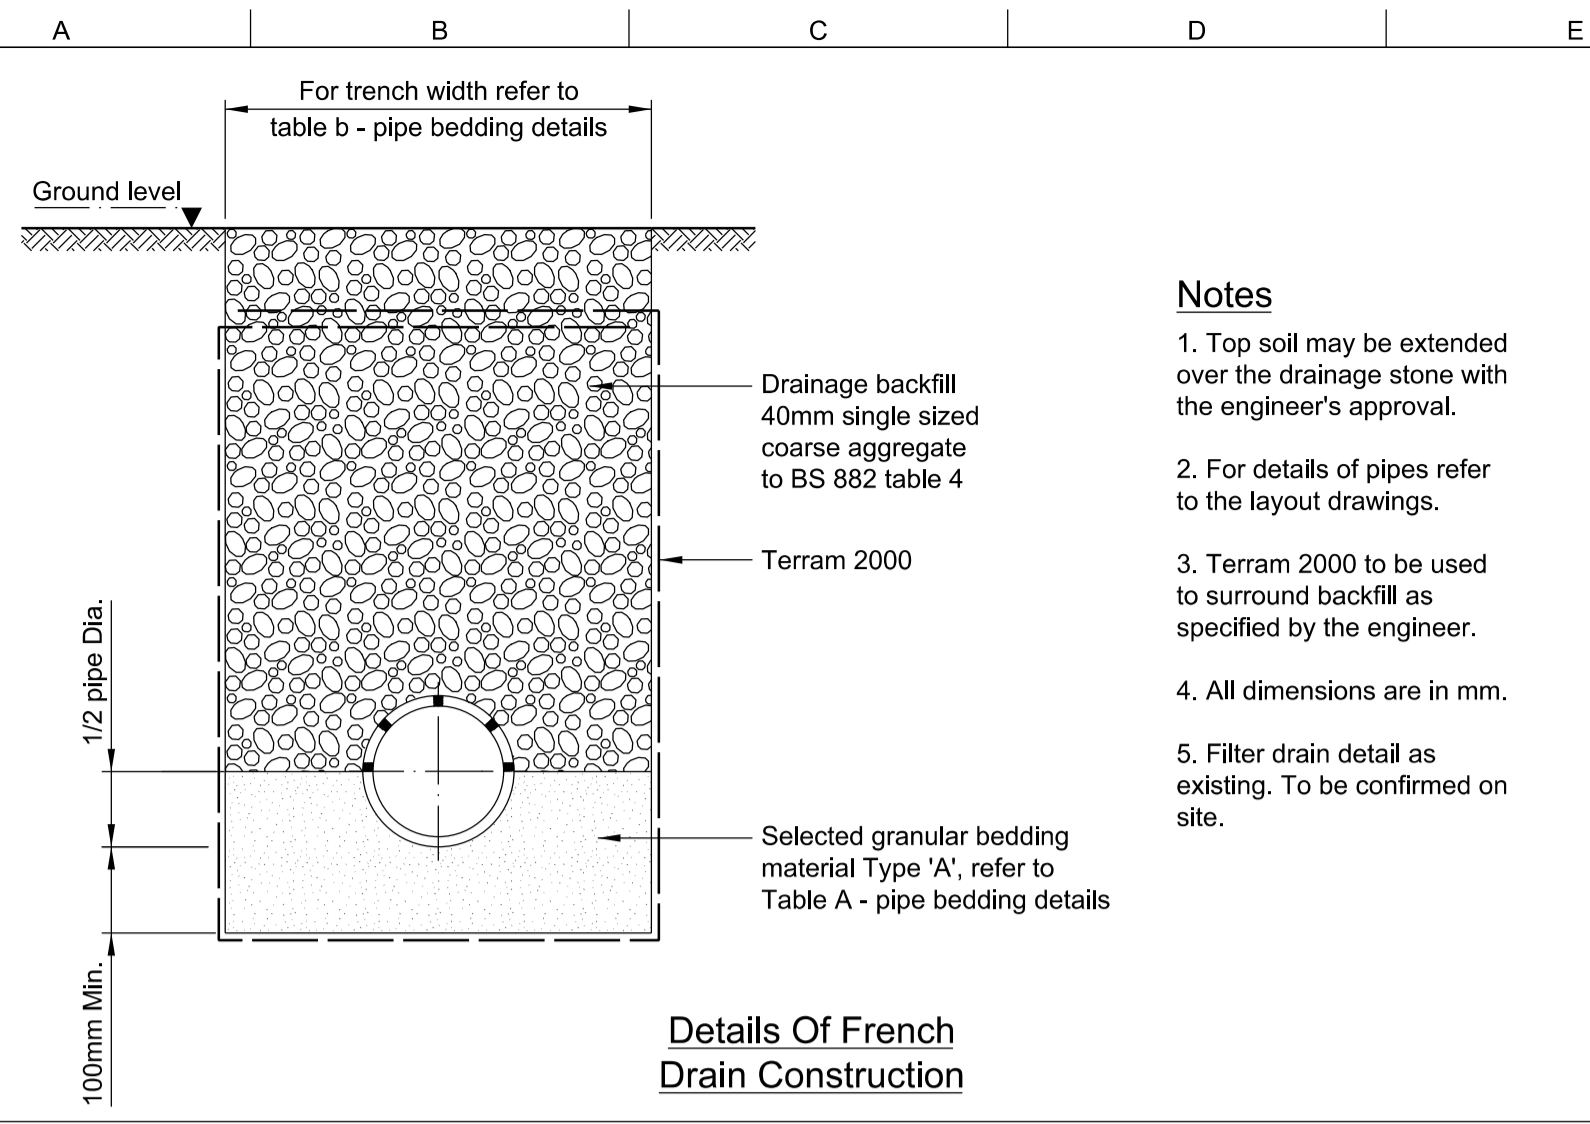 A B C D E
For trench width refer to
table b - pipe bedding details
Ground level
Drainage backfill
40mm single sized
coarse aggregate
to BS 882 table 4
Terram 2000
1/2 pipe Dia.
Selected granular bedding
material Type 'A', refer to
Table A - pipe bedding details
100mm Min.
Details Of French
Drain Construction
Notes
1. Top soil may be extended
over the drainage stone with
the engineer's approval.
2. For details of pipes refer
to the layout drawings.
3. Terram 2000 to be used
to surround backfill as
specified by the engineer.
4. All dimensions are in mm.
5. Filter drain detail as
existing. To be confirmed on
site.